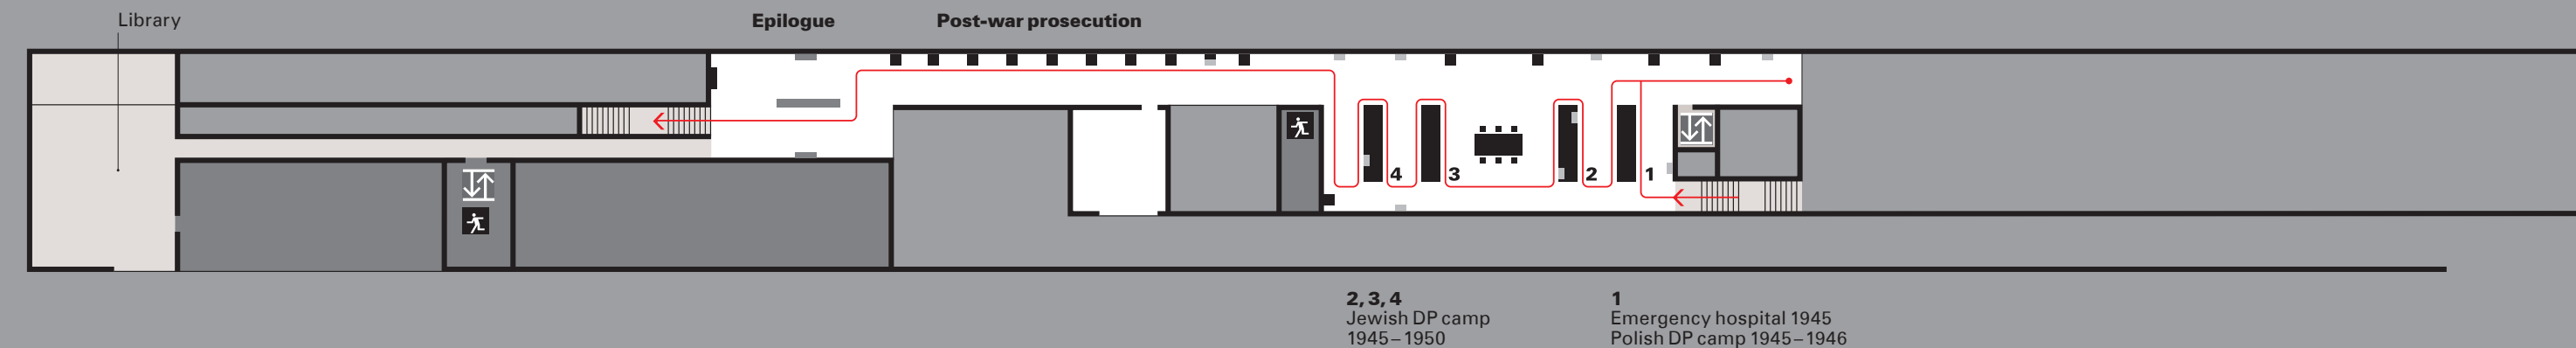 Library
Epilogue
Post-war prosecution
4
3
2
1
2, 3, 4
Jewish DP camp
1945–1950
1
Emergency hospital 1945
Polish DP camp 1945–1946